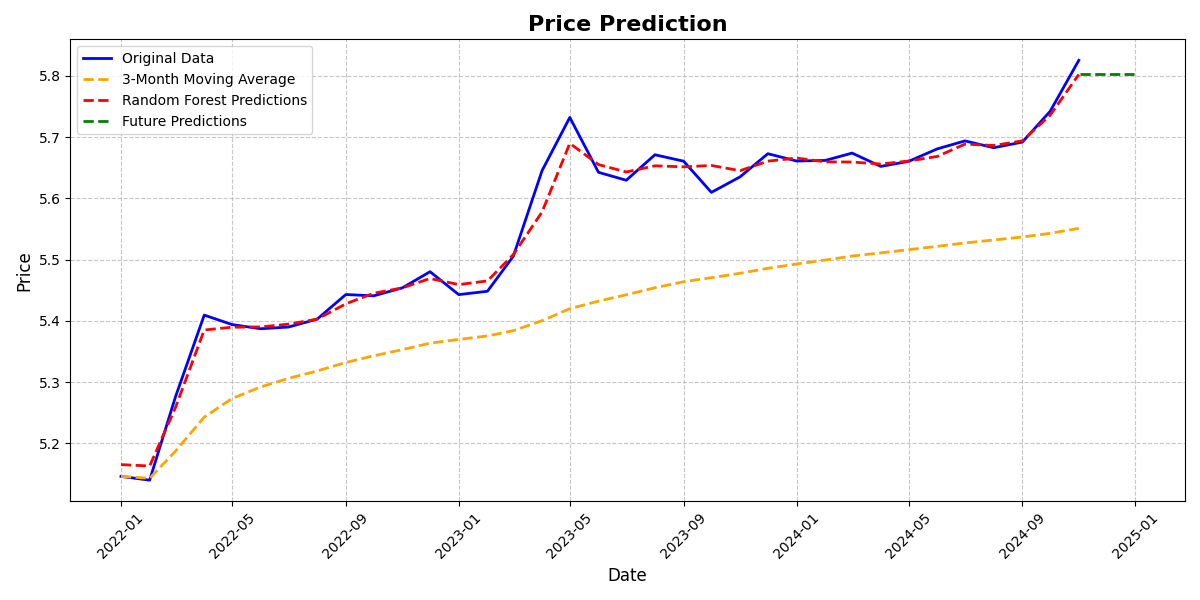 Price Prediction
Original Data
3-Month Moving Average
Random Forest Predictions
Future Predictions
Price
5.8
5.7
5.6
5.5
5.4
5.3
5.2
2022-01
2022-05
2022-09
2023-01
2023-05
2023-09
2024-01
2024-05
2024-09
2025-01
Date